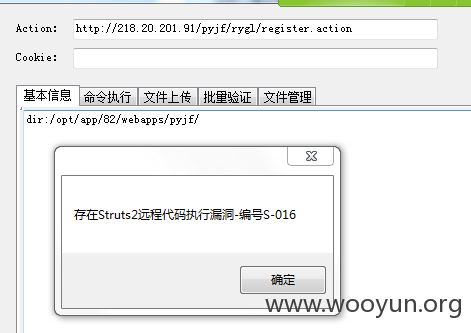 Action: http://218.20.201.91/pyjf/rygl/register.action
Cookie:
基本信息 命令执行 文件上传 批量验证 文件管理
dir:/opt/app/82/webapps/pyjf/
存在Struts2远程代码执行漏洞-编号S-016
确定
www.wooyun.org